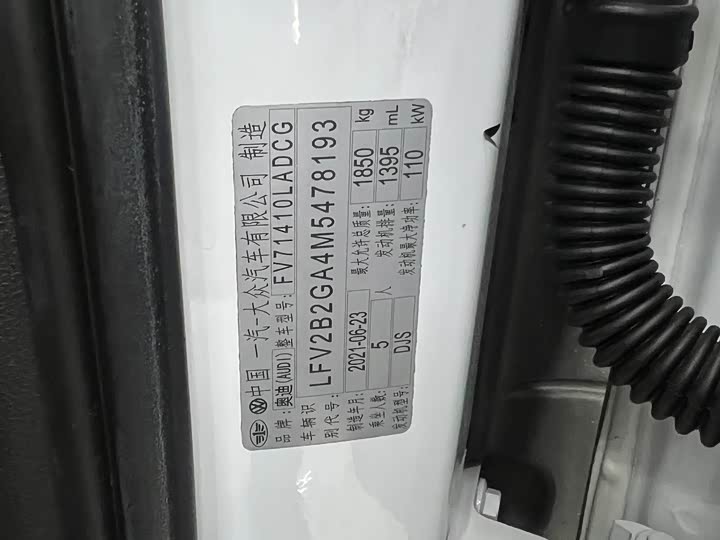 中国 一汽-大众汽车有限公司 制造
品牌：奥迪(AUDI) 整车型号：FV71410LADCG
车辆识别代号：LFV2B2GA4M5478193
制造年月：2021-06-23 最大允许总质量：1850 kg
乘坐人数：5 人 发动机排量：1395 mL
发动机型号：DJS 发动机最大净功率：110 kW